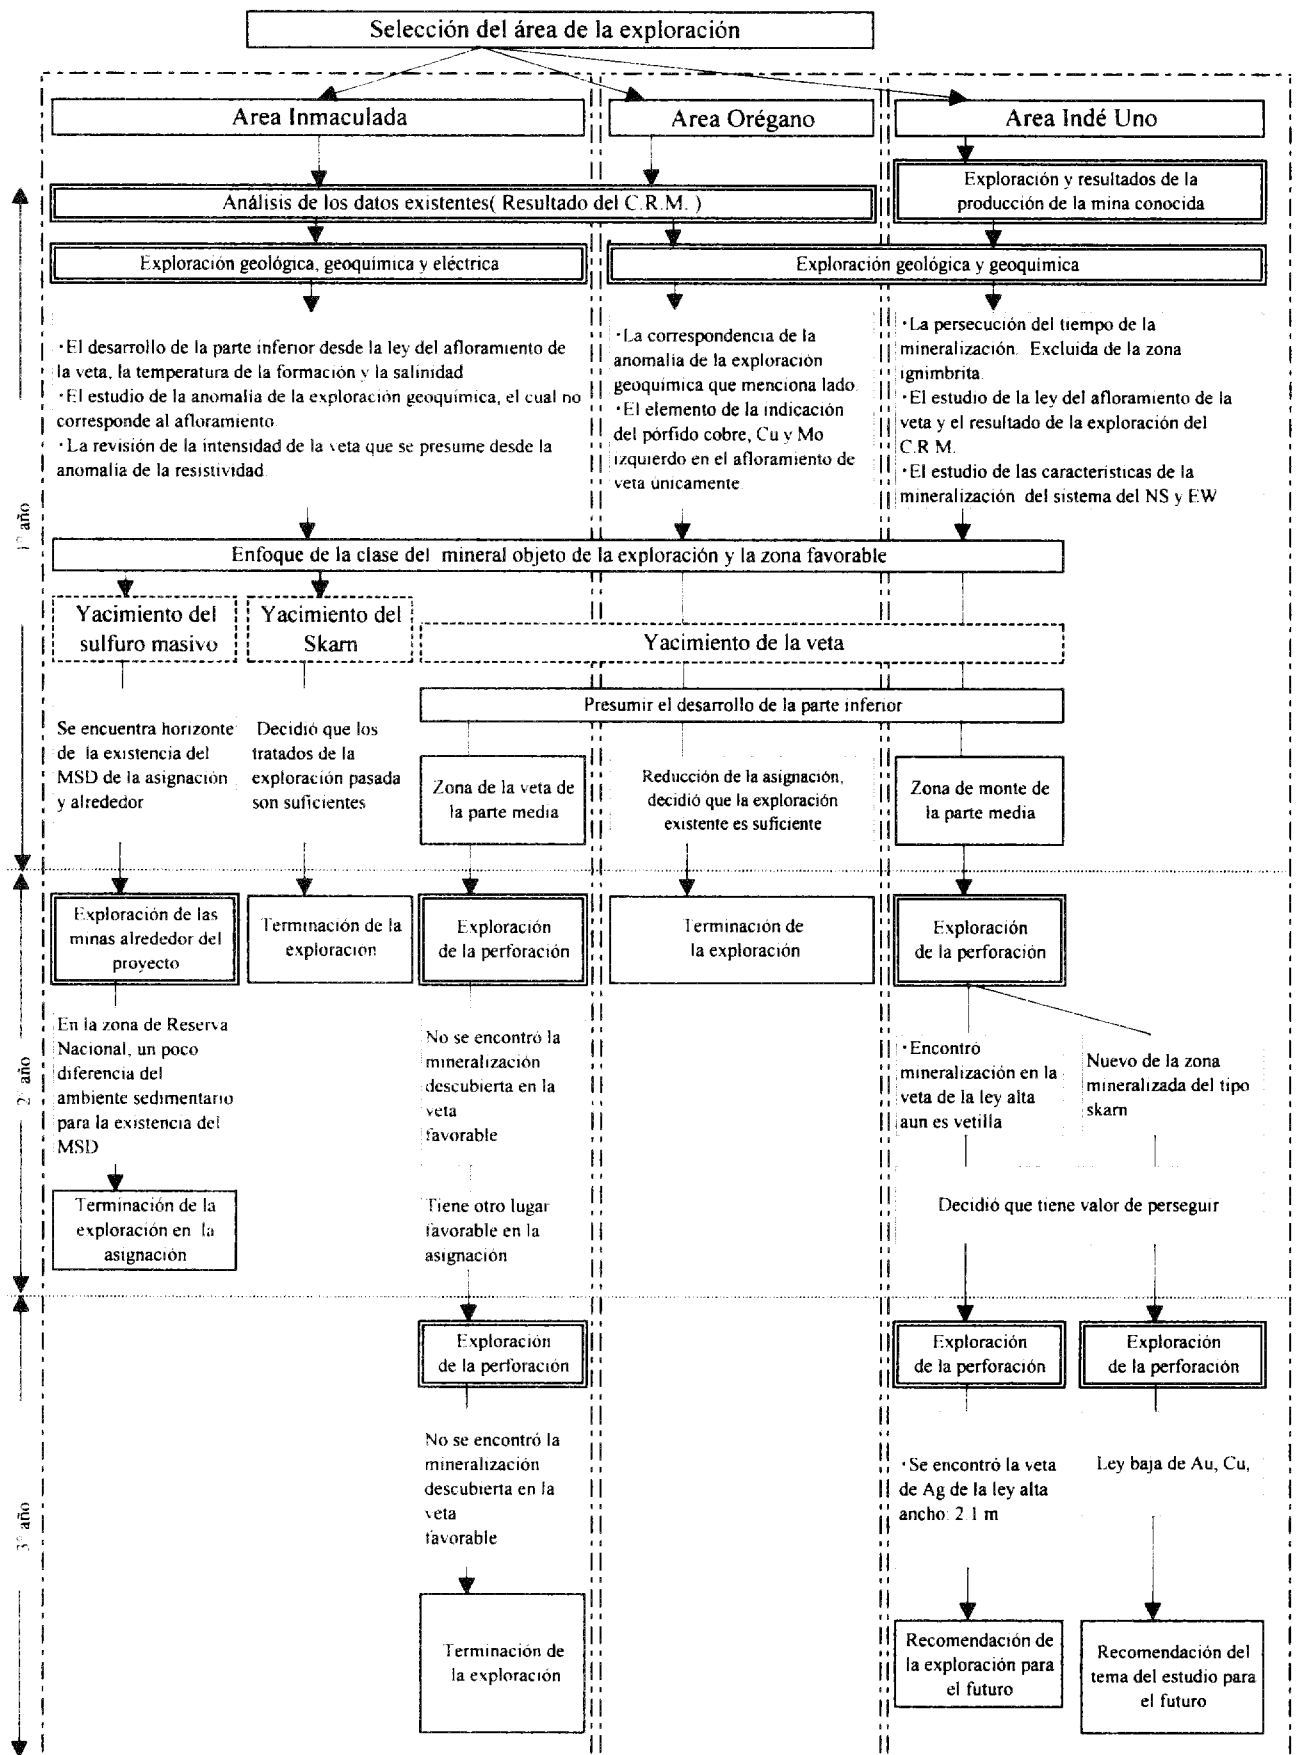 Selección del área de la exploración
Area Inmaculada
Area Orégano
Area Indé Uno
Exploración y resultados de la
producción de la mina conocida
Análisis de los datos existentes( Resultado del C.R.M. )
Exploración geológica, geoquímica y eléctrica
Exploración geológica y geoquímica
·El desarrollo de la parte inferior desde la ley del afloramiento de
la veta, la temperatura de la formación y la salinidad
·El estudio de la anomalía de la exploración geoquímica, el cual no
corresponde al afloramiento.
·La revisión de la intensidad de la veta que se presume desde la
anomalía de la resistividad.
·La correspondencia de la
anomalía de la exploración
geoquímica que menciona lado.
·El elemento de la indicación
del pórfido cobre, Cu y Mo
izquierdo en el afloramiento de
veta únicamente
·La persecución del tiempo de la
mineralización. Excluida de la zona
ignimbrita.
·El estudio de la ley del afloramiento de la
veta y el resultado de la exploración del
C.R.M.
·El estudio de las características de la
mineralización del sistema del NS y EW
1º año
Enfoque de la clase del mineral objeto de la exploración y la zona favorable
Yacimiento del
sulfuro masivo
Yacimiento del
Skarn
Yacimiento de la veta
Presumir el desarrollo de la parte inferior
Se encuentra horizonte
de la existencia del
MSD de la asignación
y alrededor
Decidió que los
tratados de la
exploración pasada
son suficientes
Zona de la veta de
la parte media
Reducción de la asignación,
decidió que la exploración
existente es suficiente
Zona de monte de
la parte media
2º año
Exploración de las
minas alrededor del
proyecto
Terminación de la
exploración
Exploración
de la perforación
Terminación de
la exploración
Exploración
de la perforación
En la zona de Reserva
Nacional, un poco
diferencia del
ambiente sedimentario
para la existencia del
MSD
No se encontró la
mineralización
descubierta en la
veta
favorable
·Encontró
mineralización en la
veta de la ley alta
aun es vetilla
Nuevo de la zona
mineralizada del tipo
skarn
Terminación de la
exploración en la
asignación
Tiene otro lugar
favorable en la
asignación
Decidió que tiene valor de perseguir
3º año
Exploración
de la perforación
Exploración
de la perforación
Exploración
de la perforación
No se encontró la
mineralización
descubierta en la
veta
favorable
·Se encontró la veta
de Ag de la ley alta
ancho: 2.1 m
Ley baja de Au, Cu,
Terminación de
la exploración
Recomendación de
la exploración para
el futuro
Recomendación del
tema del estudio para
el futuro